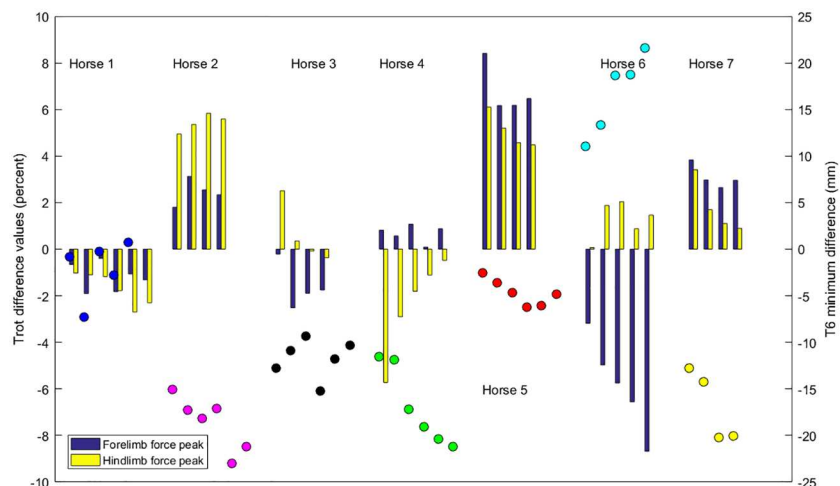 10
8
6
4
2
0
-2
-4
-6
-8
-10
Trot difference values (percent)
Horse 1
Horse 2
Horse 3
Horse 4
Horse 5
Horse 6
Horse 7
Forelimb force peak
Hindlimb force peak
25
20
15
10
5
0
-5
-10
-15
-20
-25
T6 minimum difference (mm)